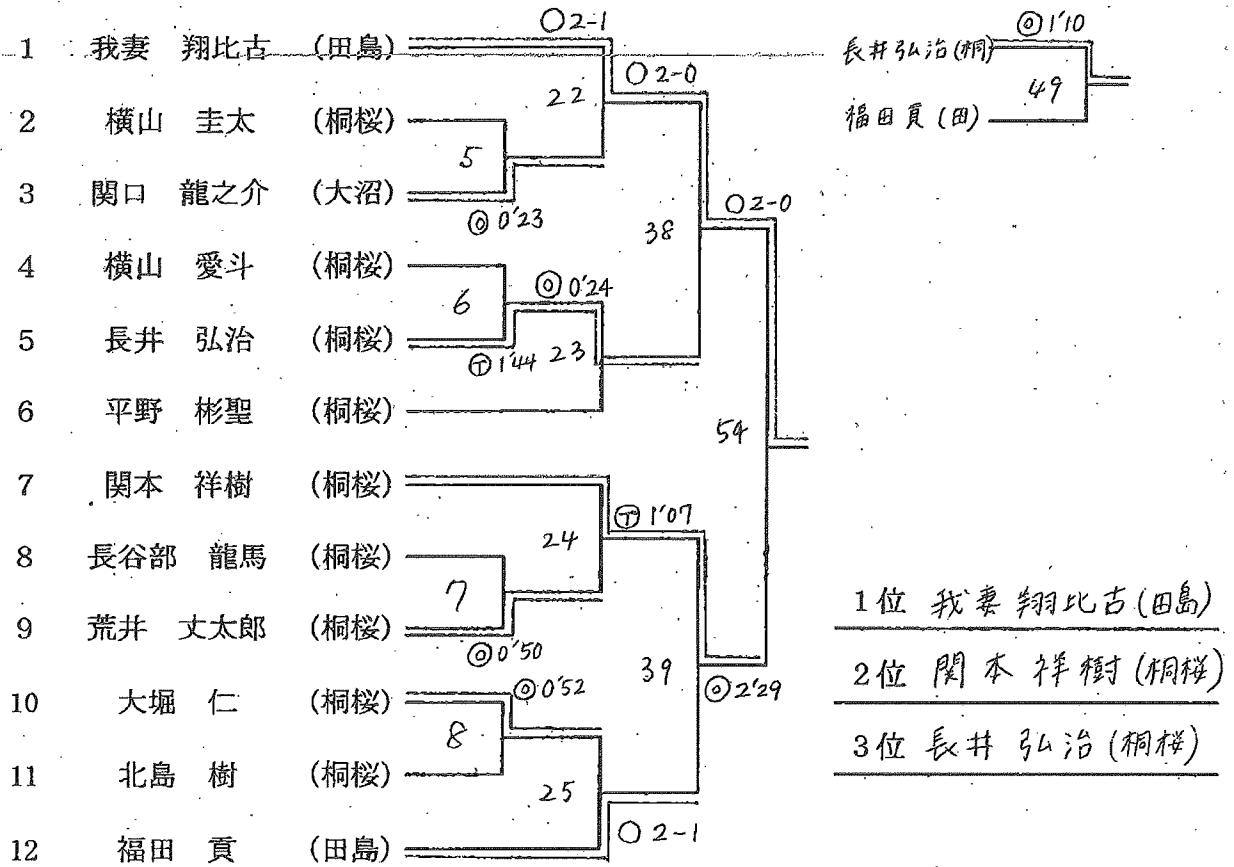 ○2-1
1 我妻 翔比古 (田島)
◎1'10
長井弘治(桐)
○2-0
22
49
2 横山 圭太 (桐桜)
福田貢(田)
5
3 関口 龍之介 (大沼)
○2-0
◎0'23
38
4 横山 愛斗 (桐桜)
◎0'24
6
5 長井 弘治 (桐桜)
Ⓣ1'44
23
6 平野 彬聖 (桐桜)
54
7 関本 祥樹 (桐桜)
Ⓣ1'07
24
8 長谷部 龍馬 (桐桜)
7
1位 我妻翔比古(田島)
9 荒井 丈太郎 (桐桜)
◎0'50
39
2位 関本祥樹(桐桜)
◎0'52
◎2'29
10 大堀 仁 (桐桜)
8
3位 長井弘治(桐桜)
11 北島 樹 (桐桜)
25
○2-1
12 福田 貢 (田島)